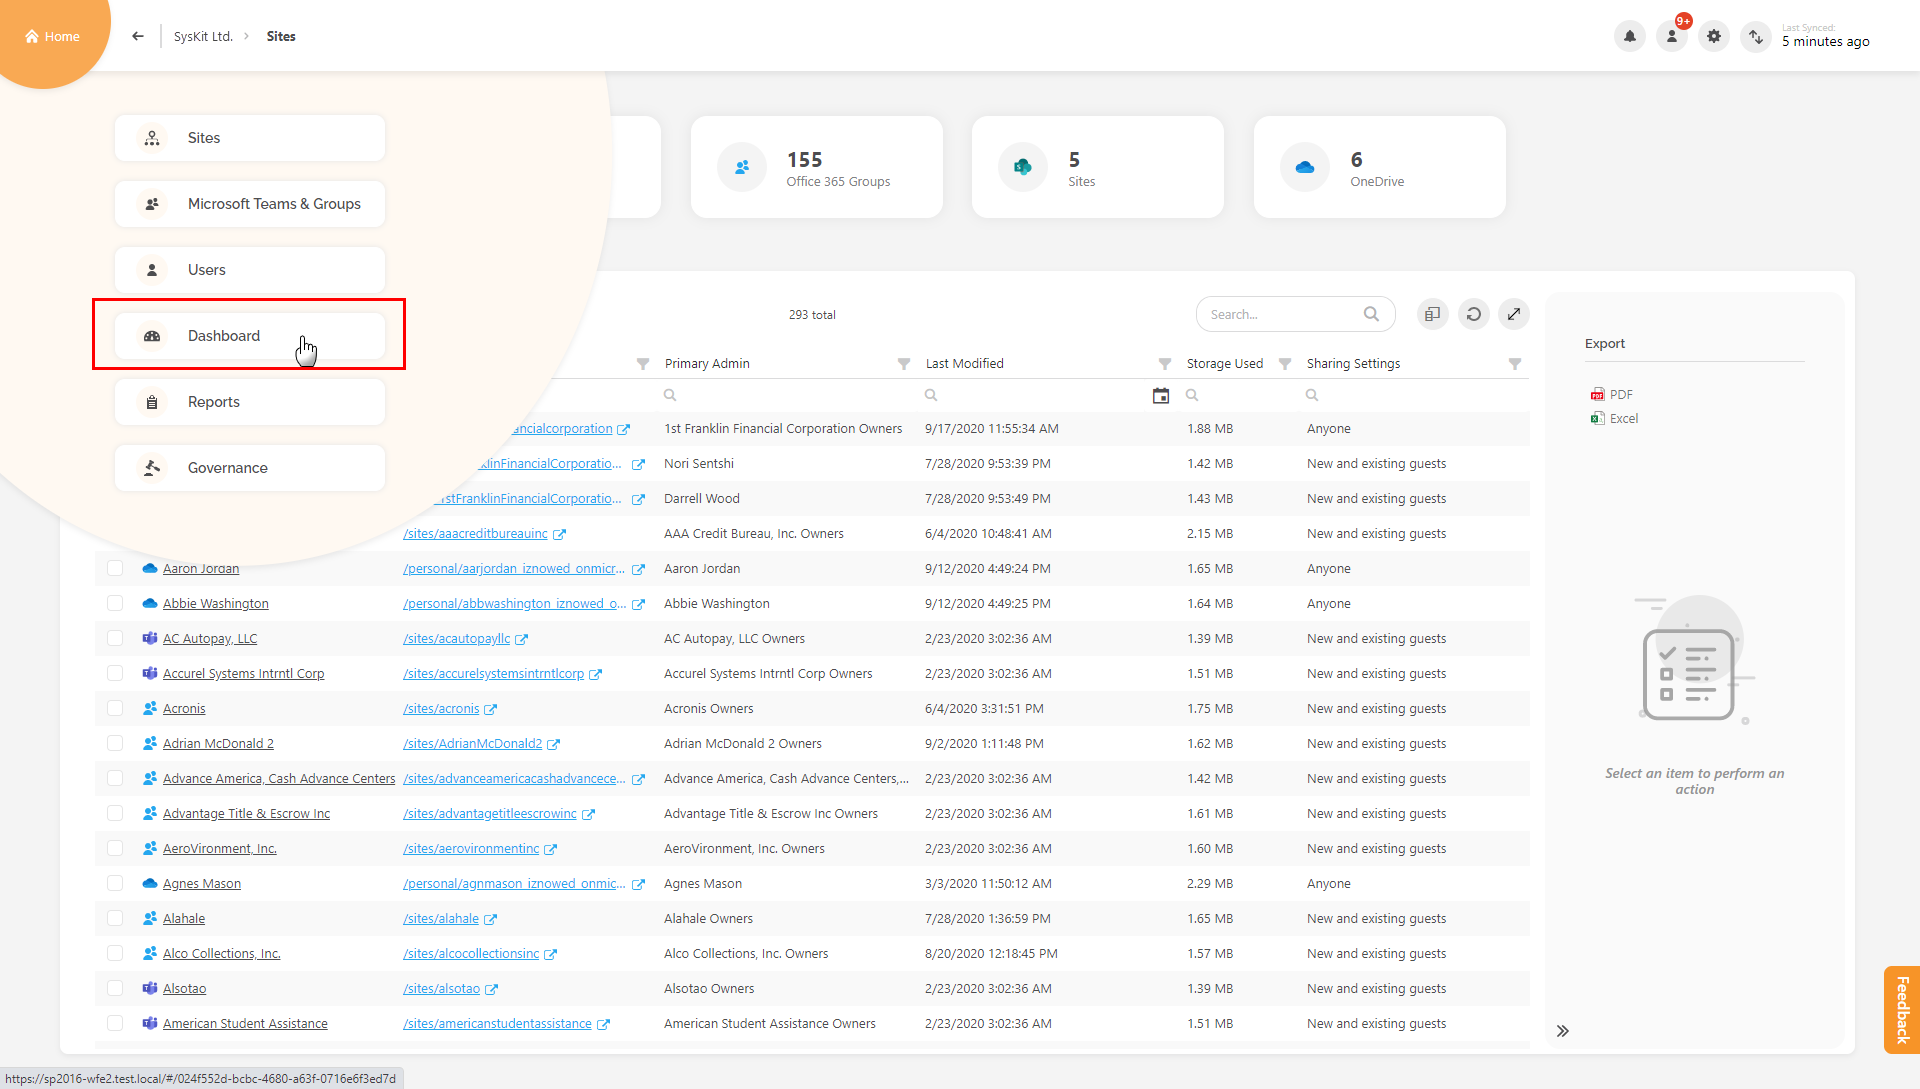 Home
SysKit Ltd. > Sites
9+
Last Synced:
5 minutes ago
Sites
Microsoft Teams & Groups
Users
Dashboard
Reports
Governance
155
Office 365 Groups
5
Sites
6
OneDrive
293 total
Search...
Primary Admin Last Modified Storage Used Sharing Settings
ncialcorporation 1st Franklin Financial Corporation Owners 9/17/2020 11:55:34 AM 1.88 MB Anyone
klinFinancialCorporatio... Nori Sentshi 7/28/2020 9:53:39 PM 1.42 MB New and existing guests
1stFranklinFinancialCorporatio... Darrell Wood 7/28/2020 9:53:49 PM 1.43 MB New and existing guests
/sites/aaacreditbureauinc AAA Credit Bureau, Inc. Owners 6/4/2020 10:48:41 AM 2.15 MB New and existing guests
Aaron Jordan /personal/aarjordan_iznowed_onmicr... Aaron Jordan 9/12/2020 4:49:24 PM 1.65 MB Anyone
Abbie Washington /personal/abbwashington_iznowed_o... Abbie Washington 9/12/2020 4:49:25 PM 1.64 MB Anyone
AC Autopay, LLC /sites/acautopayllc AC Autopay, LLC Owners 2/23/2020 3:02:36 AM 1.39 MB New and existing guests
Accurel Systems Intrntl Corp /sites/accurelsystemsintrntlcorp Accurel Systems Intrntl Corp Owners 2/23/2020 3:02:36 AM 1.51 MB New and existing guests
Acronis /sites/acronis Acronis Owners 6/4/2020 3:31:51 PM 1.75 MB New and existing guests
Adrian McDonald 2 /sites/AdrianMcDonald2 Adrian McDonald 2 Owners 9/2/2020 1:11:48 PM 1.62 MB New and existing guests
Advance America, Cash Advance Centers /sites/advanceamericacashadvancece... Advance America, Cash Advance Centers,... 2/23/2020 3:02:36 AM 1.42 MB New and existing guests
Advantage Title & Escrow Inc /sites/advantagetitleescrowinc Advantage Title & Escrow Inc Owners 2/23/2020 3:02:36 AM 1.61 MB New and existing guests
AeroVironment, Inc. /sites/aerovironmentinc AeroVironment, Inc. Owners 2/23/2020 3:02:36 AM 1.60 MB New and existing guests
Agnes Mason /personal/agnmason_iznowed_onmic... Agnes Mason 3/3/2020 11:50:12 AM 2.29 MB Anyone
Alahale /sites/alahale Alahale Owners 7/28/2020 1:36:59 PM 1.65 MB New and existing guests
Alco Collections, Inc. /sites/alcocollectionsinc Alco Collections, Inc. Owners 8/20/2020 12:18:45 PM 1.57 MB New and existing guests
Alsotao /sites/alsotao Alsotao Owners 2/23/2020 3:02:36 AM 1.39 MB New and existing guests
American Student Assistance /sites/americanstudentassistance American Student Assistance Owners 2/23/2020 3:02:36 AM 1.51 MB New and existing guests
Export
PDF
Excel
Select an item to perform an
action
Feedback
https://sp2016-wfe2.test.local/#/024f552d-bcbc-4680-a63f-0716e6f3ed7d